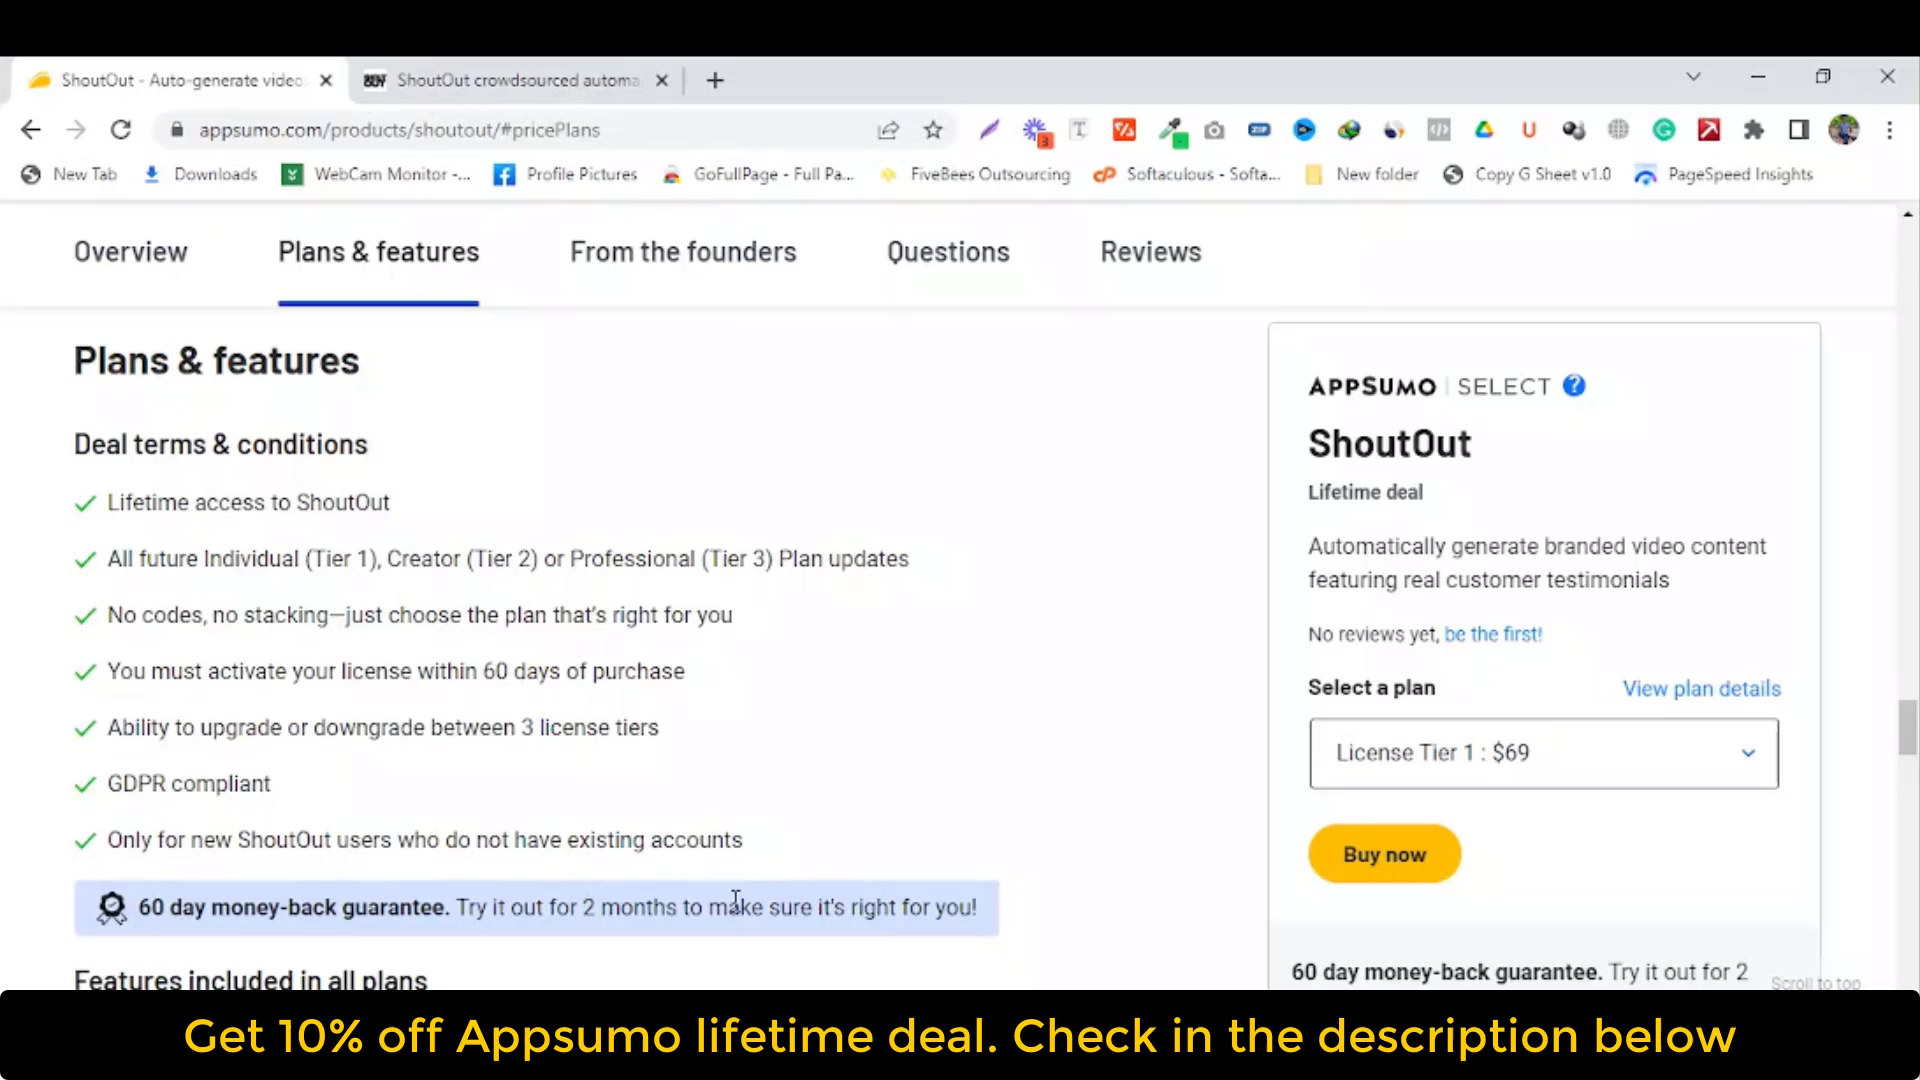 ShoutOut - Auto-generate video
ShoutOut crowdsourced automa
appsumo.com/products/shoutout/#pricePlans
3
New Tab
Downloads
WebCam Monitor -...
Profile Pictures
GoFullPage - Full Pa...
FiveBees Outsourcing
Softaculous - Softa...
New folder
Copy G Sheet v1.0
PageSpeed Insights
Overview
Plans & features
From the founders
Questions
Reviews
Plans & features
Deal terms & conditions
Lifetime access to ShoutOut
All future Individual (Tier 1), Creator (Tier 2) or Professional (Tier 3) Plan updates
No codes, no stacking—just choose the plan that's right for you
You must activate your license within 60 days of purchase
Ability to upgrade or downgrade between 3 license tiers
GDPR compliant
Only for new ShoutOut users who do not have existing accounts
60 day money-back guarantee. Try it out for 2 months to make sure it's right for you!
Features included in all plans
APPSUMO | SELECT ?
ShoutOut
Lifetime deal
Automatically generate branded video content
featuring real customer testimonials
No reviews yet, be the first!
Select a plan
View plan details
License Tier 1 : $69
Buy now
60 day money-back guarantee. Try it out for 2
Scroll to top
Get 10% off Appsumo lifetime deal. Check in the description below